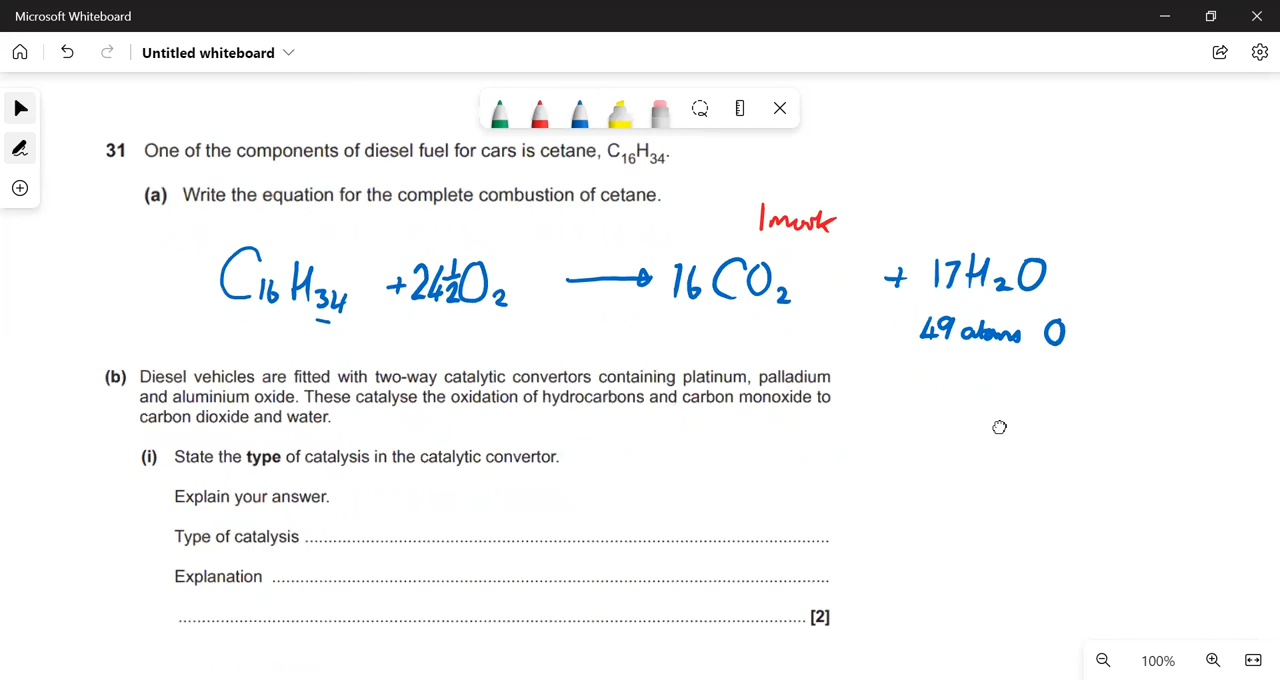 Microsoft Whiteboard
Untitled whiteboard
31 One of the components of diesel fuel for cars is cetane, C₁₆H₃₄.
(a) Write the equation for the complete combustion of cetane.
1 mark
C₁₆H₃₄ + 24½O₂ → 16CO₂ + 17H₂O
49 atoms O
(b) Diesel vehicles are fitted with two-way catalytic convertors containing platinum, palladium
and aluminium oxide. These catalyse the oxidation of hydrocarbons and carbon monoxide to
carbon dioxide and water.
(i) State the type of catalysis in the catalytic convertor.
Explain your answer.
Type of catalysis ..........................................................................................................
Explanation ..........................................................................................................
.......................................................................................................... [2]
100%